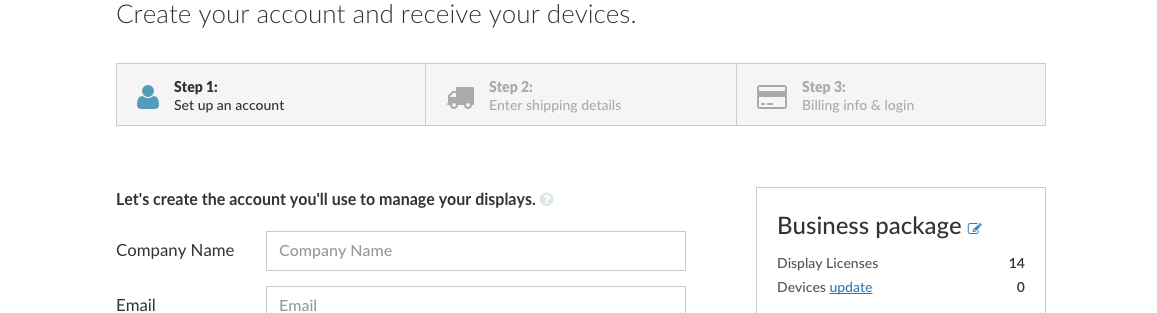 Create your account and receive your devices.
Step 1:
Set up an account
Step 2:
Enter shipping details
Step 3:
Billing info & login
Let's create the account you'll use to manage your displays. ?
Company Name
Company Name
Email
Email
Business package
Display Licenses 14
Devices update 0